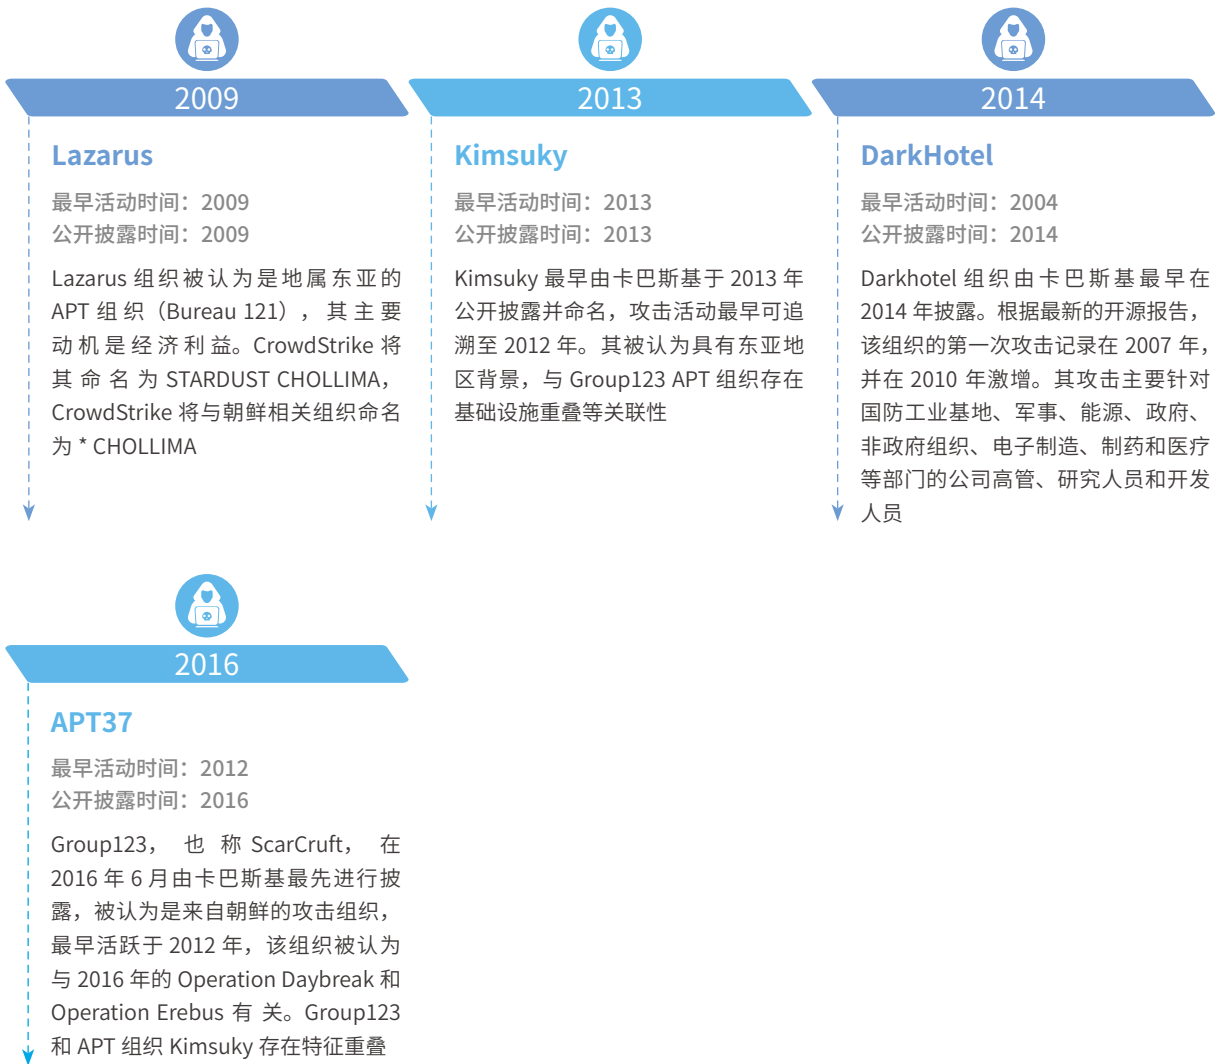 2009
Lazarus
最早活动时间：2009
公开披露时间：2009
Lazarus 组织被认为是地属东亚的
APT 组织（Bureau 121），其主要
动机是经济利益。CrowdStrike 将
其命名为 STARDUST CHOLLIMA，
CrowdStrike 将与朝鲜相关组织命名
为 * CHOLLIMA
2013
Kimsuky
最早活动时间：2013
公开披露时间：2013
Kimsuky 最早由卡巴斯基于 2013 年
公开披露并命名，攻击活动最早可追
溯至 2012 年。其被认为具有东亚地
区背景，与 Group123 APT 组织存在
基础设施重叠等关联性
2014
DarkHotel
最早活动时间：2004
公开披露时间：2014
Darkhotel 组织由卡巴斯基最早在
2014 年披露。根据最新的开源报告，
该组织的第一次攻击记录在 2007 年，
并在 2010 年激增。其攻击主要针对
国防工业基地、军事、能源、政府、
非政府组织、电子制造、制药和医疗
等部门的公司高管、研究人员和开发
人员
2016
APT37
最早活动时间：2012
公开披露时间：2016
Group123，也称 ScarCruft，在
2016 年 6 月由卡巴斯基最先进行披
露，被认为是来自朝鲜的攻击组织，
最早活跃于 2012 年，该组织被认为
与 2016 年的 Operation Daybreak 和
Operation Erebus 有关。Group123
和 APT 组织 Kimsuky 存在特征重叠